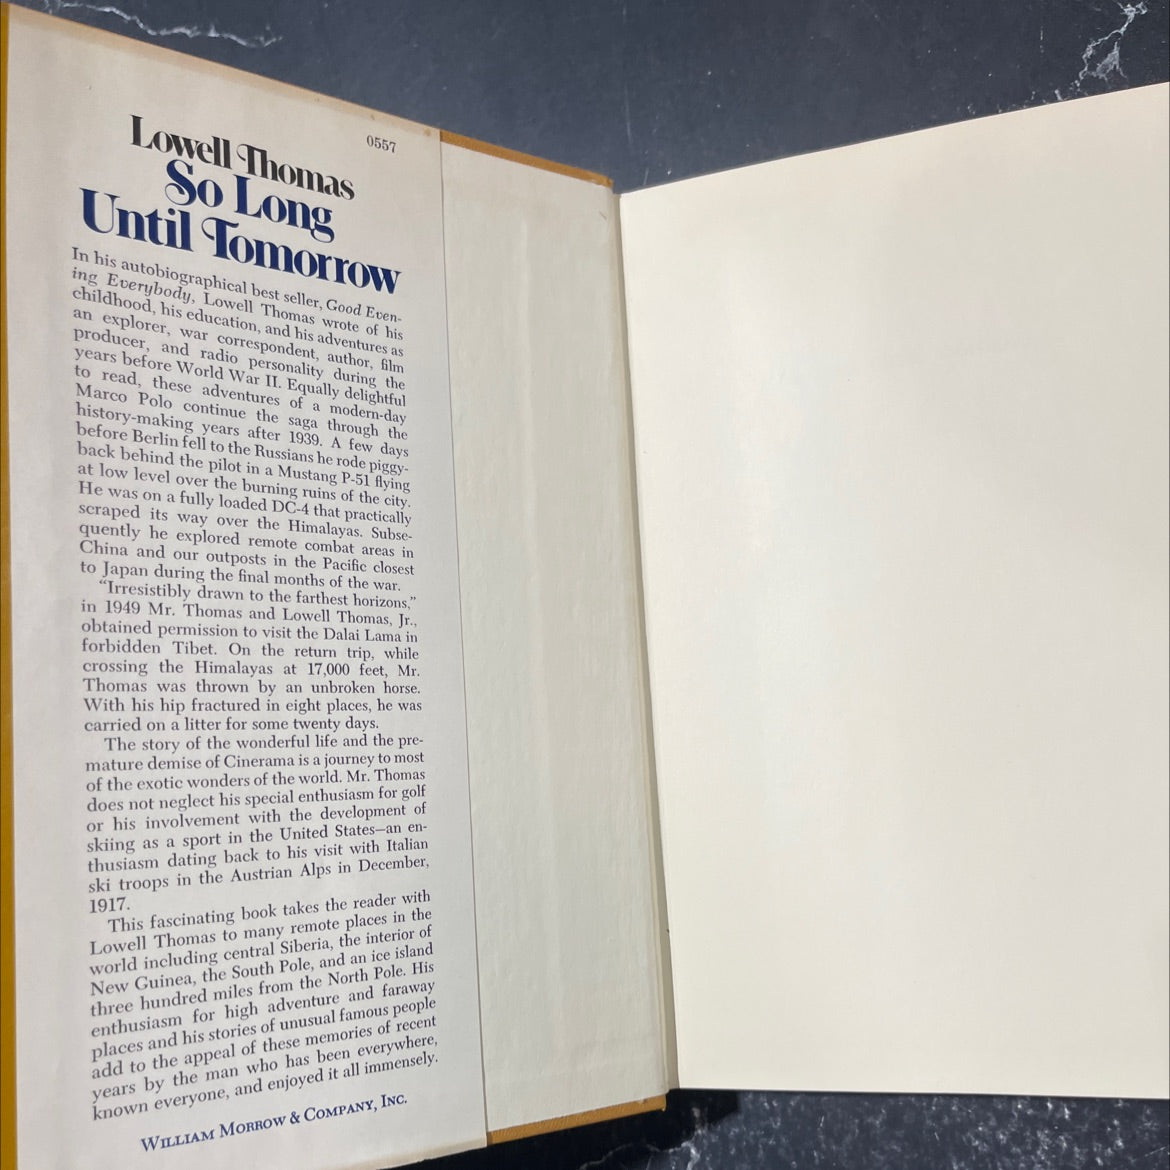 0557
Lowell Thomas
So Long
Until Tomorrow
In his autobiographical best seller, Good Even-
ing Everybody, Lowell Thomas wrote of his
childhood, his education, and his adventures as
an explorer, war correspondent, author, film
producer, and radio personality during the
years before World War II. Equally delightful
to read, these adventures of a modern-day
Marco Polo continue the saga through the
history-making years after 1939. A few days
before Berlin fell to the Russians he rode piggy-
back behind the pilot in a Mustang P-51 flying
at low level over the burning ruins of the city.
He was on a fully loaded DC-4 that practically
scraped its way over the Himalayas. Subse-
quently he explored remote combat areas in
China and our outposts in the Pacific closest
to Japan during the final months of the war.
“Irresistibly drawn to the farthest horizons,”
in 1949 Mr. Thomas and Lowell Thomas, Jr.,
obtained permission to visit the Dalai Lama in
forbidden Tibet. On the return trip, while
crossing the Himalayas at 17,000 feet, Mr.
Thomas was thrown by an unbroken horse.
With his hip fractured in eight places, he was
carried on a litter for some twenty days.
The story of the wonderful life and the pre-
mature demise of Cinerama is a journey to most
of the exotic wonders of the world. Mr. Thomas
does not neglect his special enthusiasm for golf
or his involvement with the development of
skiing as a sport in the United States—an en-
thusiasm dating back to his visit with Italian
ski troops in the Austrian Alps in December,
1917.
This fascinating book takes the reader with
Lowell Thomas to many remote places in the
world including central Siberia, the interior of
New Guinea, the South Pole, and an ice island
three hundred miles from the North Pole. His
enthusiasm for high adventure and faraway
places and his stories of unusual famous people
add to the appeal of these memories of recent
years by the man who has been everywhere,
known everyone, and enjoyed it all immensely.
William Morrow & Company, Inc.